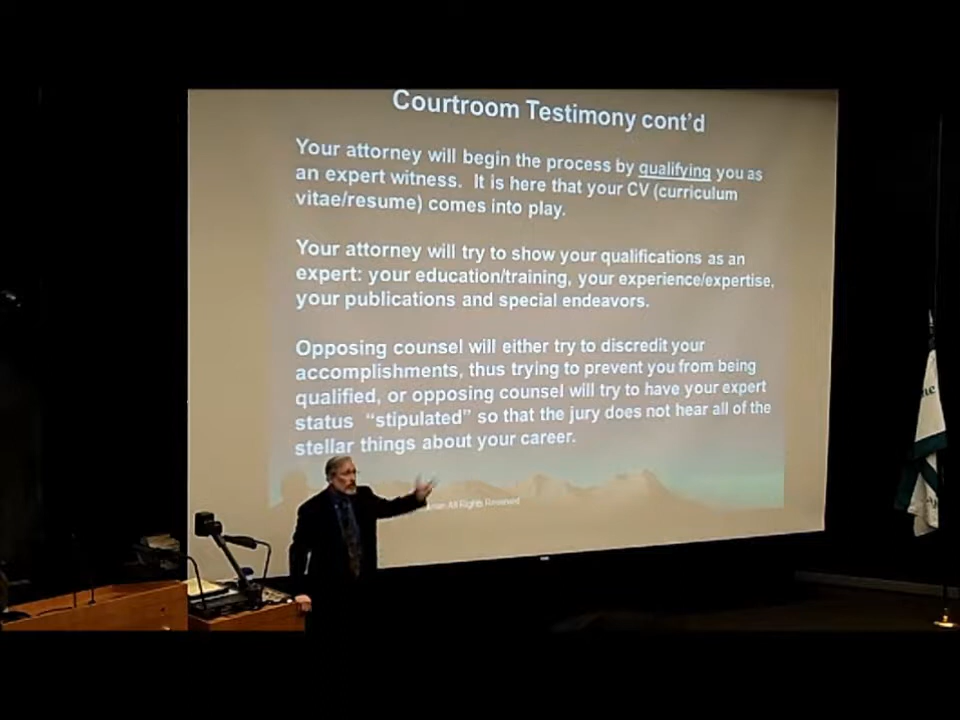 Courtroom Testimony cont'd
Your attorney will begin the process by qualifying you as
an expert witness. It is here that your CV (curriculum
vitae/resume) comes into play.
Your attorney will try to show your qualifications as an
expert: your education/training, your experience/expertise,
your publications and special endeavors.
Opposing counsel will either try to discredit your
accomplishments, thus trying to prevent you from being
qualified, or opposing counsel will try to have your expert
status “stipulated” so that the jury does not hear all of the
stellar things about your career.
All Rights Reserved